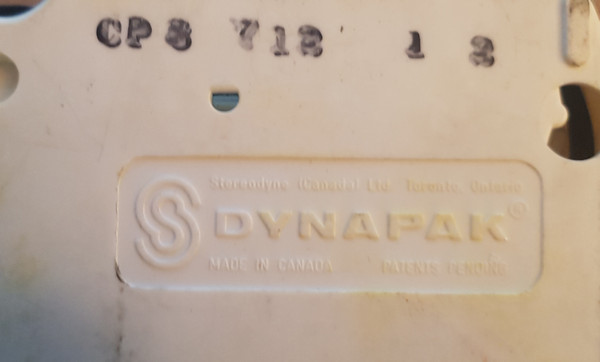 CP8 Y12 1 2
Stereodyne (Canada) Ltd. Toronto, Ontario
DYNAPAK®
MADE IN CANADA PATENTS PENDING